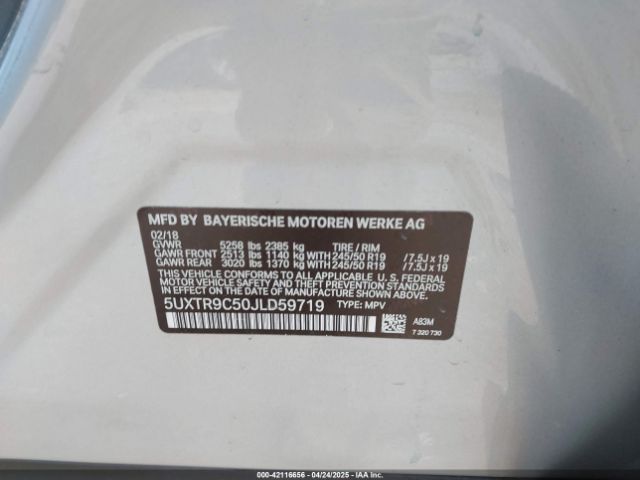 MFD BY BAYERISCHE MOTOREN WERKE AG
02/18
GVWR 5258 lbs 2385 kg TIRE / RIM
GAWR FRONT 2513 lbs 1140 kg WITH 245/50 R19 /7.5J x 19
GAWR REAR 3020 lbs 1370 kg WITH 245/50 R19 /7.5J x 19
THIS VEHICLE CONFORMS TO ALL APPLICABLE U.S. FEDERAL
MOTOR VEHICLE SAFETY AND THEFT PREVENTION STANDARDS IN
EFFECT ON THE DATE OF MANUFACTURE SHOWN ABOVE.
5UXTR9C50JLD59719 TYPE: MPV
A83M
7 320 730
000-42116656 - 04/24/2025 - IAAI.COM